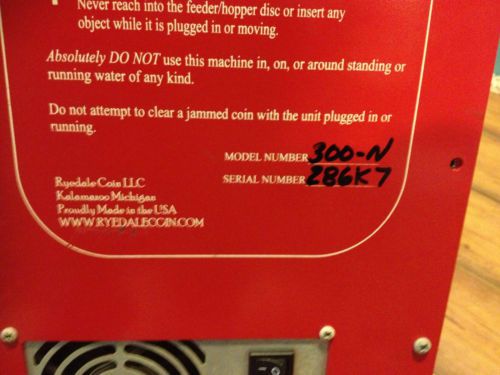 Never reach into the feeder/hopper disc or insert any
object while it is plugged in or moving.
Absolutely DO NOT use this machine in, on, or around standing or
running water of any kind.
Do not attempt to clear a jammed coin with the unit plugged in or
running.
MODEL NUMBER 300-N
SERIAL NUMBER 286K7
Ryedale Coin LLC
Kalamazoo Michigan
Proudly Made in the USA
WWW.RYEDALECOIN.COM